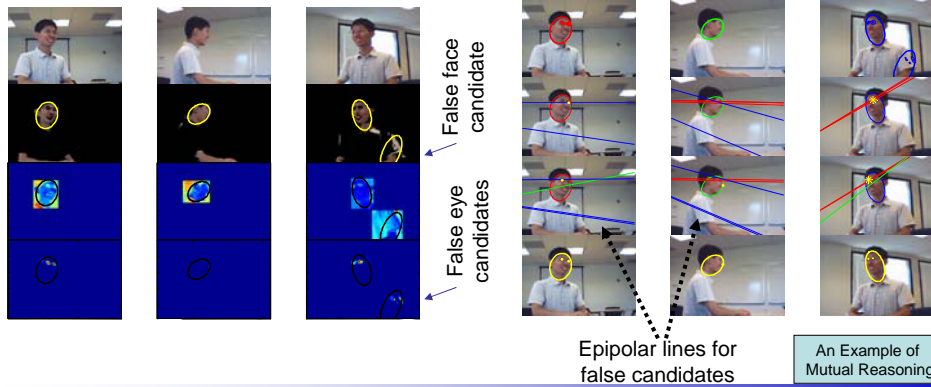 False face
candidate
False eye
candidates
Epipolar lines for
false candidates
An Example of
Mutual Reasoning